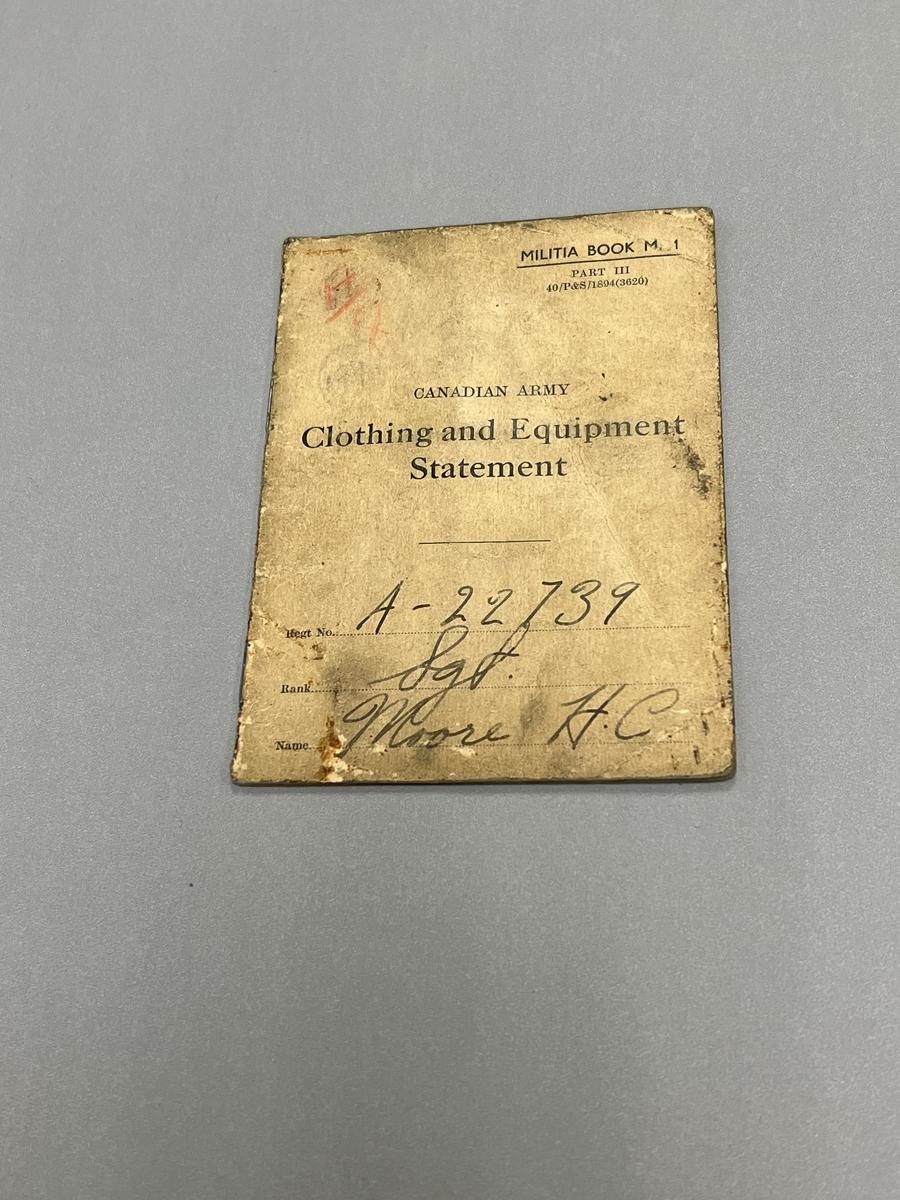 MILITIA BOOK M. 1
PART III
40/P&S/1894(3620)
CANADIAN ARMY
Clothing and Equipment
Statement
Regt No. A-22739
Rank Sgt.
Name Moore H.C.